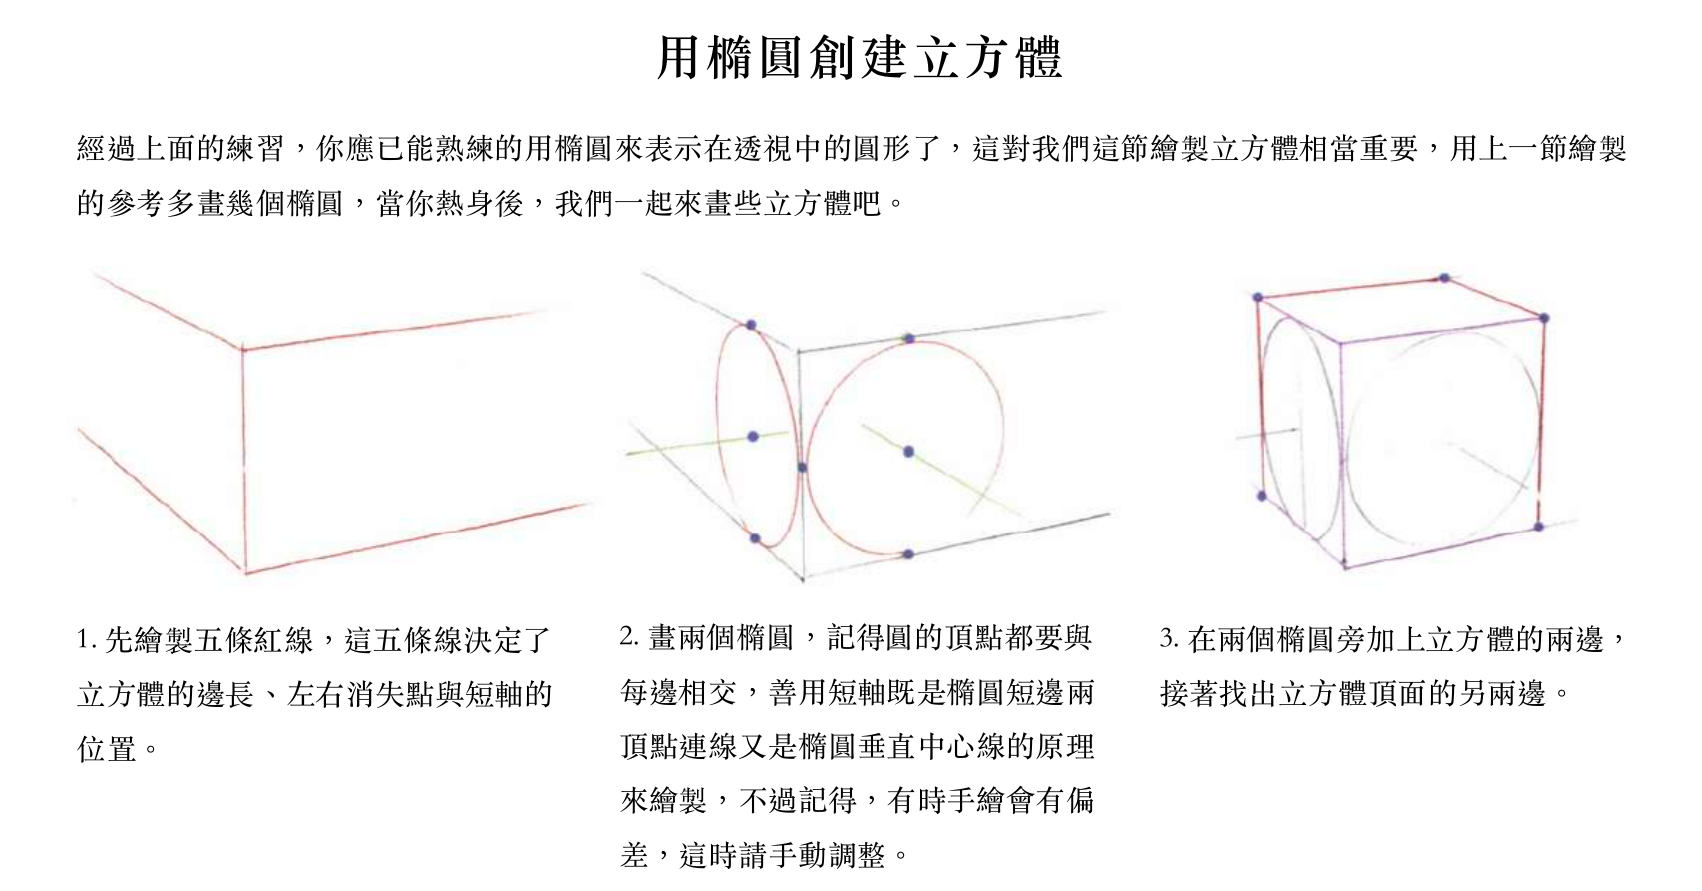 用橢圓創建立方體
經過上面的練習，你應已能熟練的用橢圓來表示在透視中的圓形了，這對我們這節繪製立方體相當重要，用上一節繪製
的參考多畫幾個橢圓，當你熱身後，我們一起來畫些立方體吧。
1. 先繪製五條紅線，這五條線決定了
立方體的邊長、左右消失點與短軸的
位置。
2. 畫兩個橢圓，記得圓的頂點都要與
每邊相交，善用短軸既是橢圓短邊兩
頂點連線又是橢圓垂直中心線的原理
來繪製，不過記得，有時手繪會有偏
差，這時請手動調整。
3. 在兩個橢圓旁加上立方體的兩邊，
接著找出立方體頂面的另兩邊。